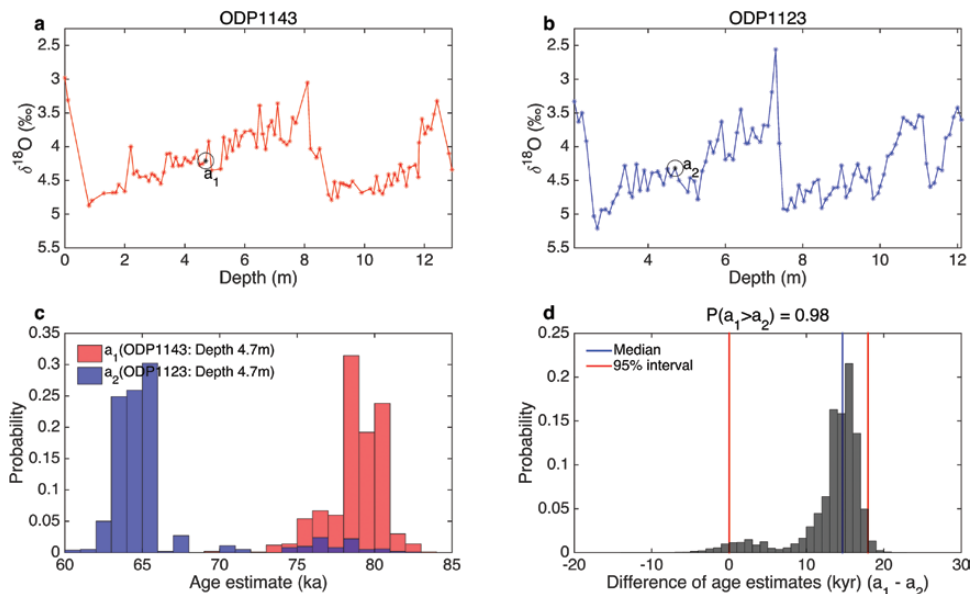 a
ODP1143
2.5
3
3.5
4
4.5
5
5.5
δ18O (‰)
a1
0 2 4 6 8 10 12
Depth (m)
b
ODP1123
2.5
3
3.5
4
4.5
5
5.5
δ18O (‰)
a2
4 6 8 10 12
Depth (m)
c
0.35
0.3
0.25
0.2
0.15
0.1
0.05
0
Probability
a1(ODP1143: Depth 4.7m)
a2(ODP1123: Depth 4.7m)
60 65 70 75 80 85
Age estimate (ka)
d
P(a1>a2) = 0.98
0.25
0.2
0.15
0.1
0.05
0
Probability
Median
95% interval
-20 -10 0 10 20 30
Difference of age estimates (kyr) (a1 - a2)